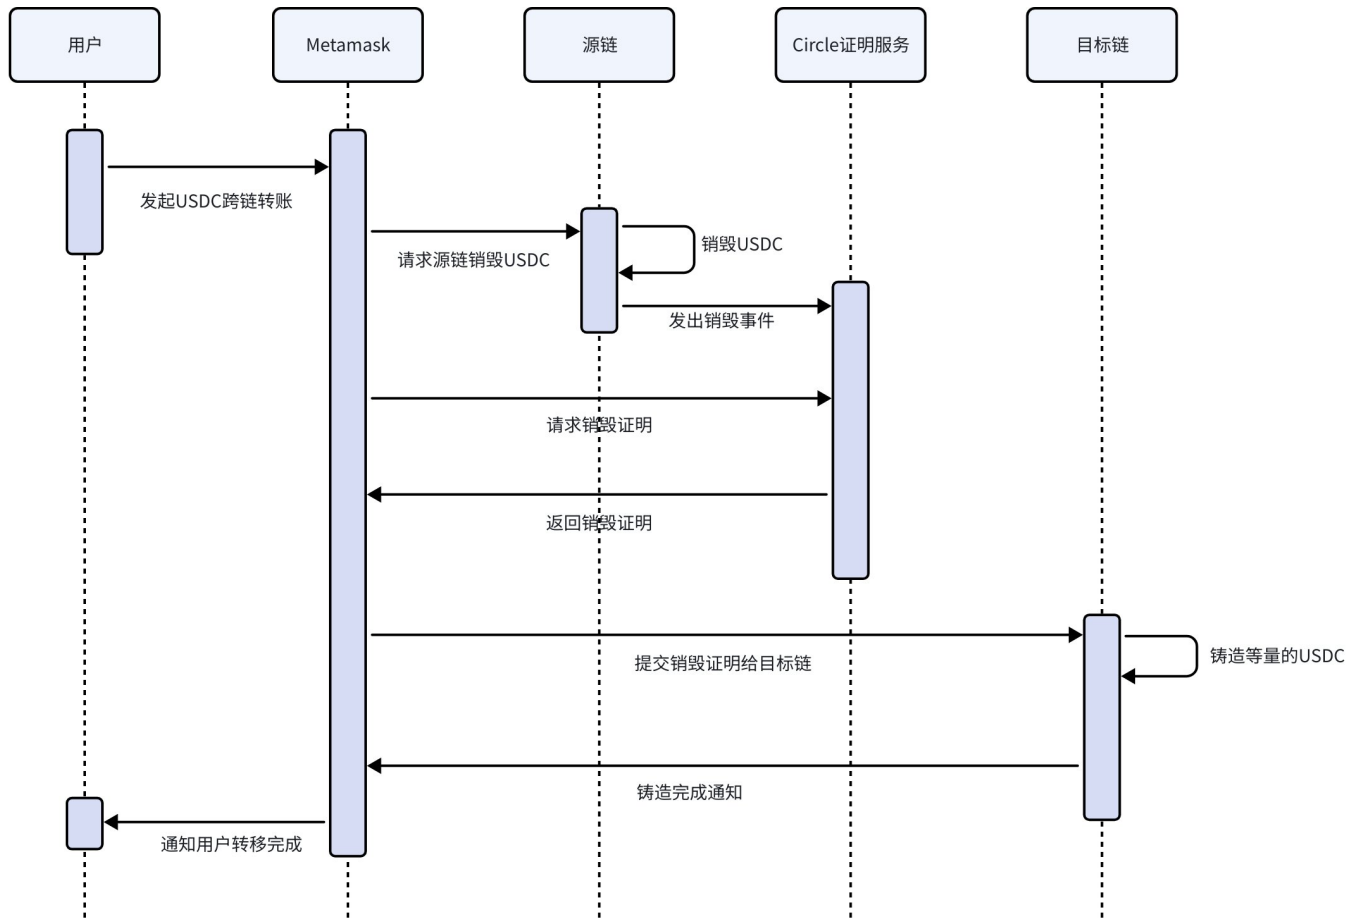 用户
Metamask
源链
Circle证明服务
目标链
发起USDC跨链转账
请求源链销毁USDC
销毁USDC
发出销毁事件
请求销毁证明
返回销毁证明
提交销毁证明给目标链
铸造等量的USDC
铸造完成通知
通知用户转移完成